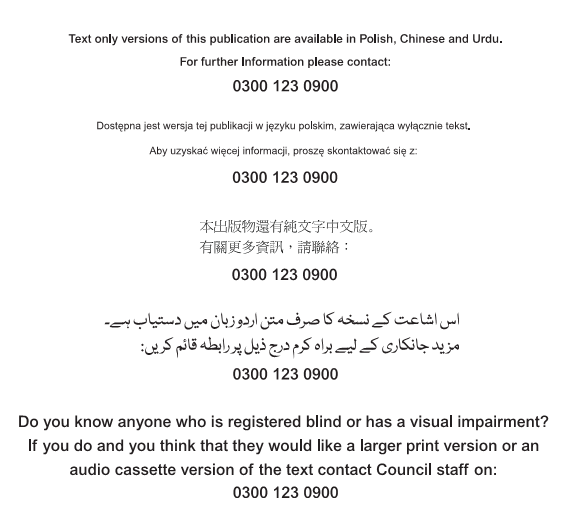 Text only versions of this publication are available in Polish, Chinese and Urdu.
For further Information please contact:
0300 123 0900
Dostępna jest wersja tej publikacji w języku polskim, zawierająca wyłącznie tekst.
Aby uzyskać więcej informacji, proszę skontaktować się z:
0300 123 0900
本出版物還有純文字中文版。
有關更多資訊，請聯絡：
0300 123 0900
اس اشاعت کے نسخہ کا صرف متن اردو زبان میں دستیاب ہے۔
مزید جانکاری کے لیے براہ کرم درج ذیل پر رابطہ قائم کریں:
0300 123 0900
Do you know anyone who is registered blind or has a visual impairment?
If you do and you think that they would like a larger print version or an
audio cassette version of the text contact Council staff on:
0300 123 0900